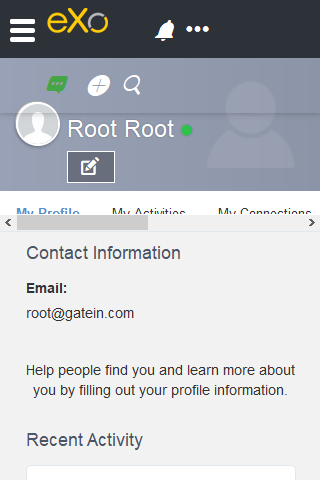 eXo
Root Root
My Profile My Activities My Connections
Contact Information
Email:
root@gatein.com
Help people find you and learn more about
you by filling out your profile information.
Recent Activity